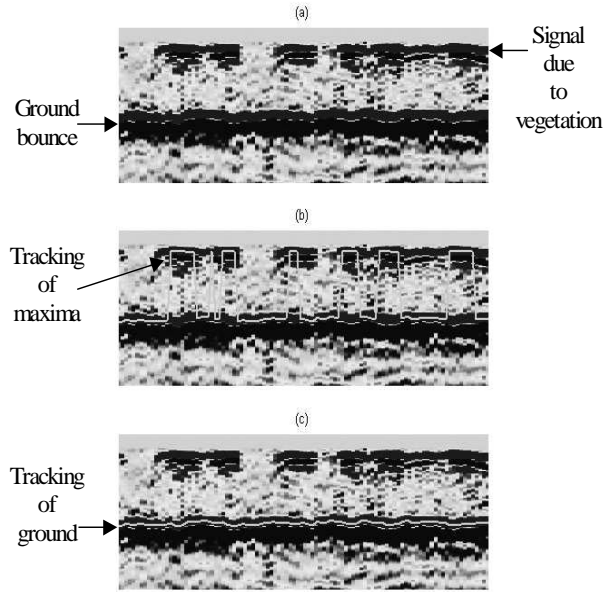 (a)
Signal
due
to
vegetation
Ground
bounce
(b)
Tracking
of
maxima
(c)
Tracking
of
ground